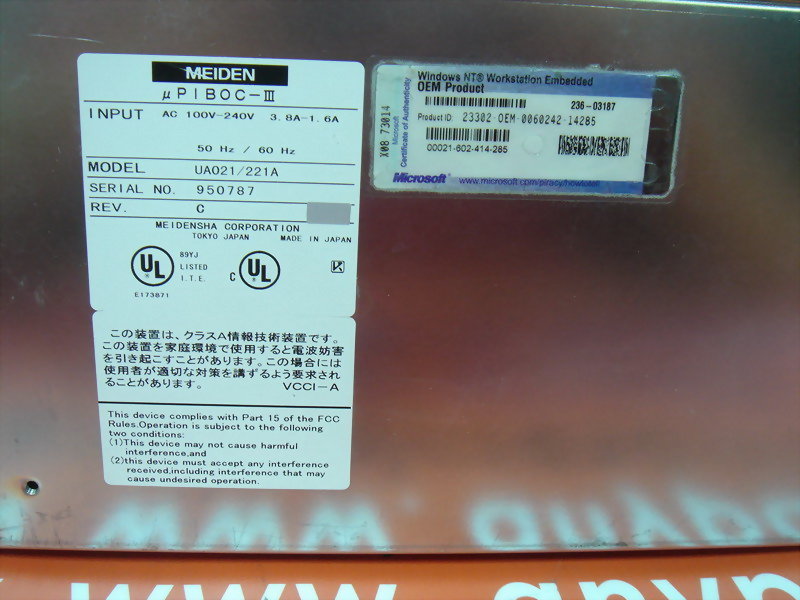 MEIDEN
μPIBOC-Ⅲ
INPUT AC 100V-240V 3.8A-1.6A
50 Hz / 60 Hz
MODEL UA021/221A
SERIAL NO. 950787
REV. C
MEIDENSHA CORPORATION
TOKYO JAPAN MADE IN JAPAN
UL
89YJ
LISTED
I.T.E.
E173871
C UL
この装置は、クラスA情報技術装置です。
この装置を家庭環境で使用すると電波妨害
を引き起こすことがあります。この場合には
使用者が適切な対策を講ずるよう要求され
ることがあります。 VCCI-A
This device complies with Part 15 of the FCC
Rules.Operation is subject to the following
two conditions:
(1)This device may not cause harmful
interference,and
(2)this device must accept any interference
received,including interference that may
cause undesired operation.
Windows NT® Workstation Embedded
OEM Product
236-03187
Product ID: 23302-OEM-0060242-14285
00021-602-414-285
Microsoft
www.microsoft.com/piracy/howtotell
X08 73014
Microsoft
Certificate of Authenticity
www.anyp